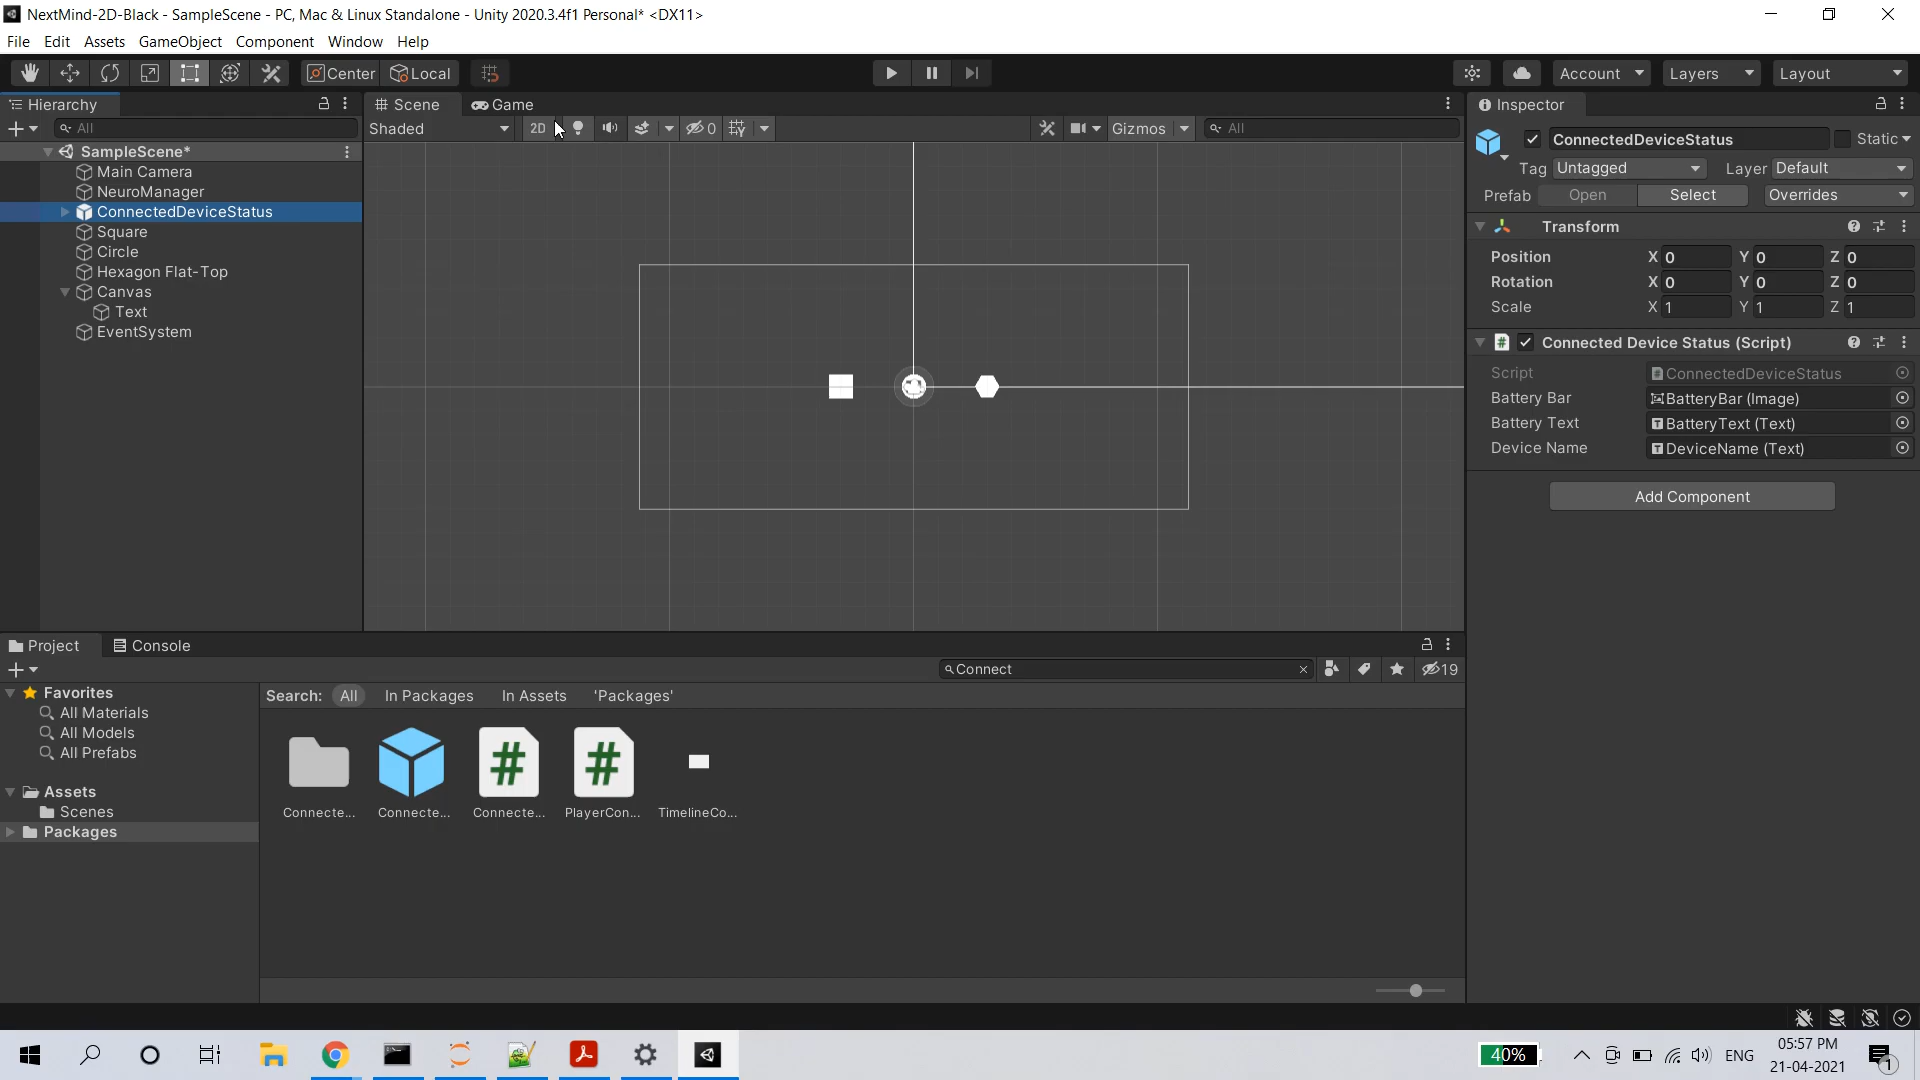 NextMind-2D-Black - SampleScene - PC, Mac & Linux Standalone - Unity 2020.3.4f1 Personal* <DX11>
File Edit Assets GameObject Component Window Help
Center Local Account Layers Layout
Hierarchy
All
SampleScene*
Main Camera
NeuroManager
ConnectedDeviceStatus
Square
Circle
Hexagon Flat-Top
Canvas
Text
EventSystem
Scene Game
Shaded 2D 0 Gizmos All
Inspector
ConnectedDeviceStatus Static
Tag Untagged Layer Default
Prefab Open Select Overrides
Transform
Position X 0 Y 0 Z 0
Rotation X 0 Y 0 Z 0
Scale X 1 Y 1 Z 1
# Connected Device Status (Script)
Script # ConnectedDeviceStatus
Battery Bar BatteryBar (Image)
Battery Text BatteryText (Text)
Device Name DeviceName (Text)
Add Component
Project Console
Connect 19
Favorites
All Materials
All Models
All Prefabs
Assets
Scenes
Packages
Search: All In Packages In Assets 'Packages'
# #
Connecte... Connecte... Connecte... PlayerCon... TimelineCo...
40% ENG 05:57 PM
21-04-2021 1